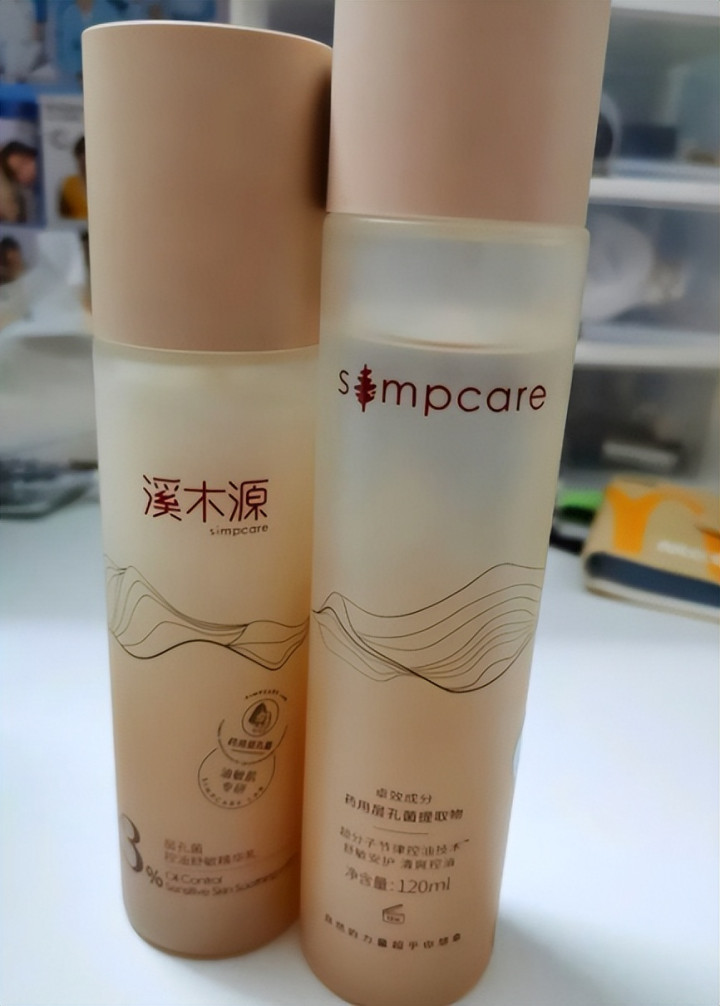 溪木源
simpcare
药用层孔菌
油敏肌
专研
3%
层孔菌
控油舒敏精华乳
Oil Control
Sensitive Skin Soothing
simpcare
卓效成分
药用层孔菌提取物
超分子节律控油技术
舒敏安护 清爽控油
净含量:120ml
自然的力量超乎你想象